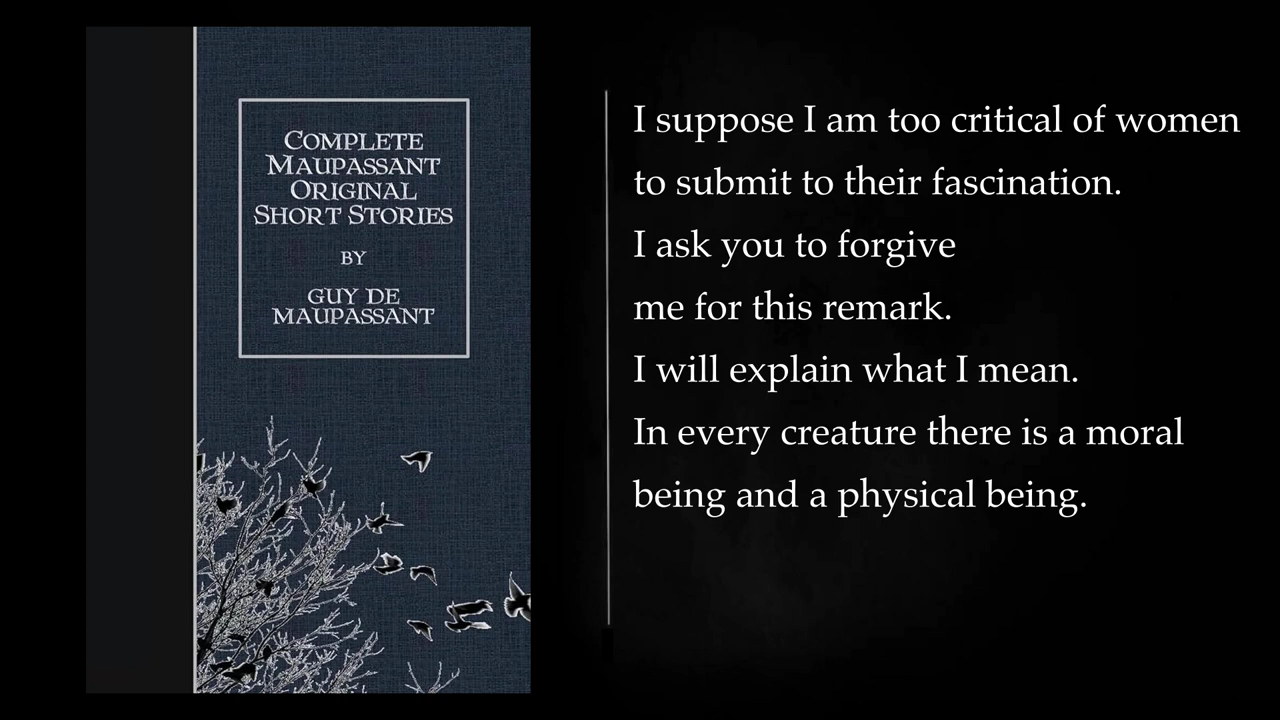 COMPLETE
MAUPASSANT
ORIGINAL
SHORT STORIES
BY
GUY DE
MAUPASSANT
I suppose I am too critical of women
to submit to their fascination.
I ask you to forgive
me for this remark.
I will explain what I mean.
In every creature there is a moral
being and a physical being.